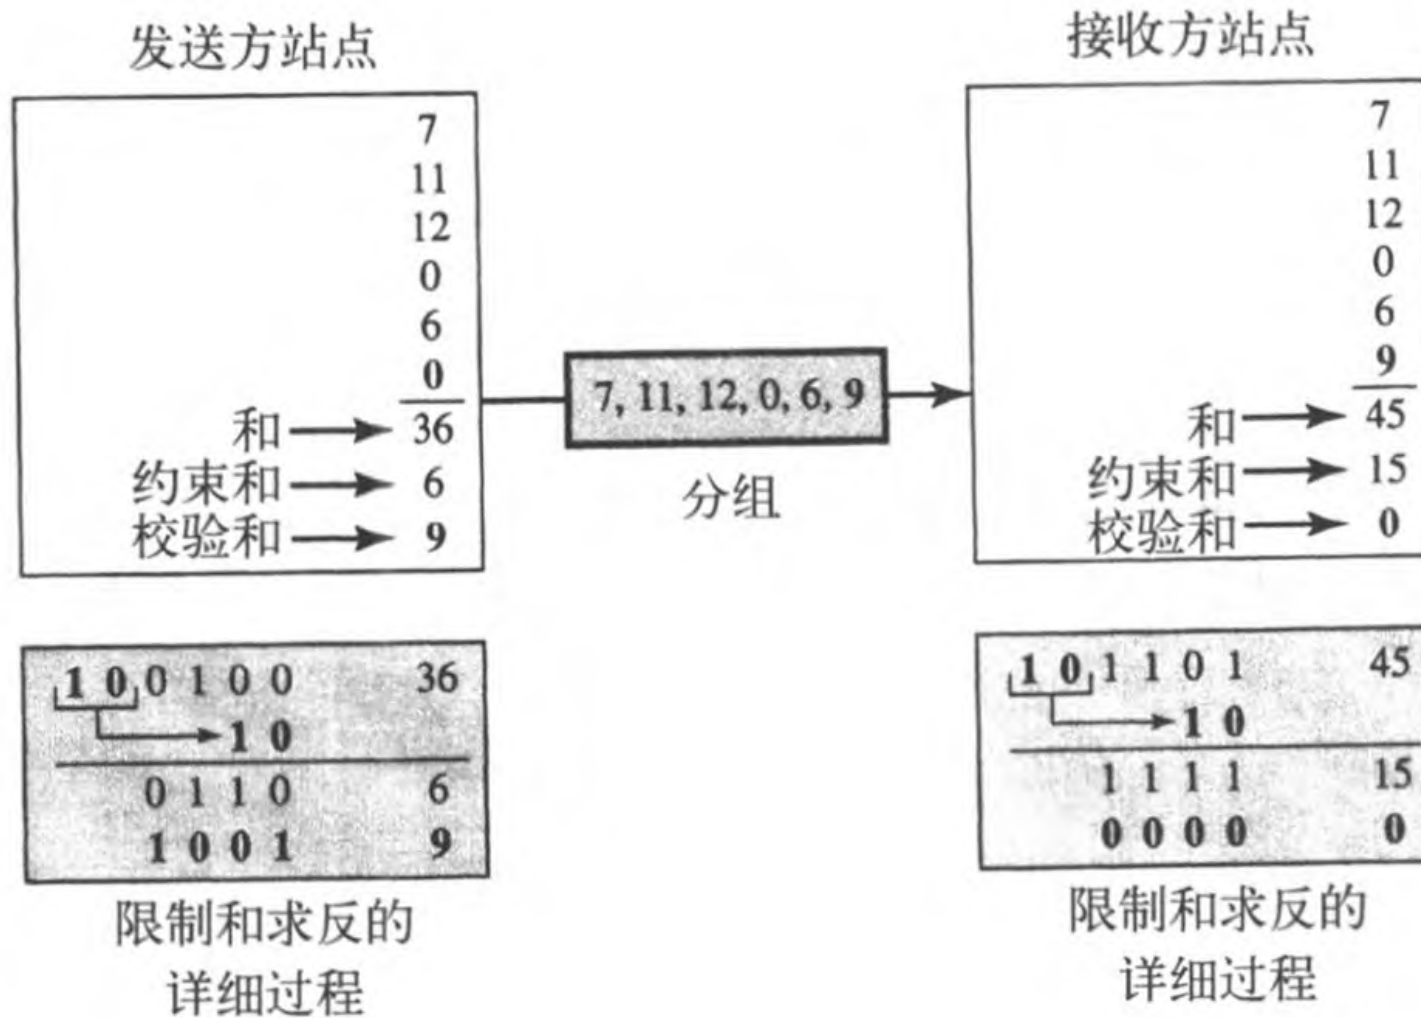 发送方站点
7
11
12
0
6
0
和 36
约束和 6
校验和 9
7, 11, 12, 0, 6, 9
分组
接收方站点
7
11
12
0
6
9
和 45
约束和 15
校验和 0
1 0 0 1 0 0 36
1 0
0 1 1 0 6
1 0 0 1 9
限制和求反的
详细过程
1 0 1 1 0 1 45
1 0
1 1 1 1 15
0 0 0 0 0
限制和求反的
详细过程